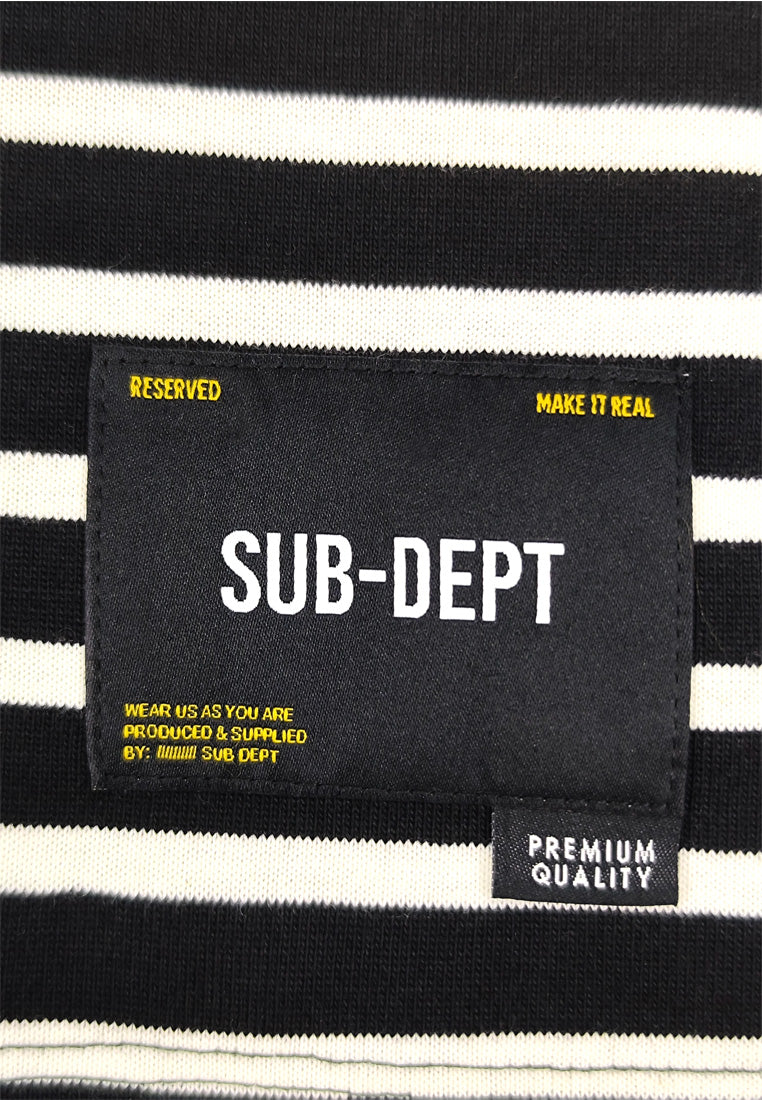 RESERVED
MAKE IT REAL
SUB-DEPT
WEAR US AS YOU ARE
PRODUCED & SUPPLIED
BY: ////////// SUB DEPT
PREMIUM
QUALITY